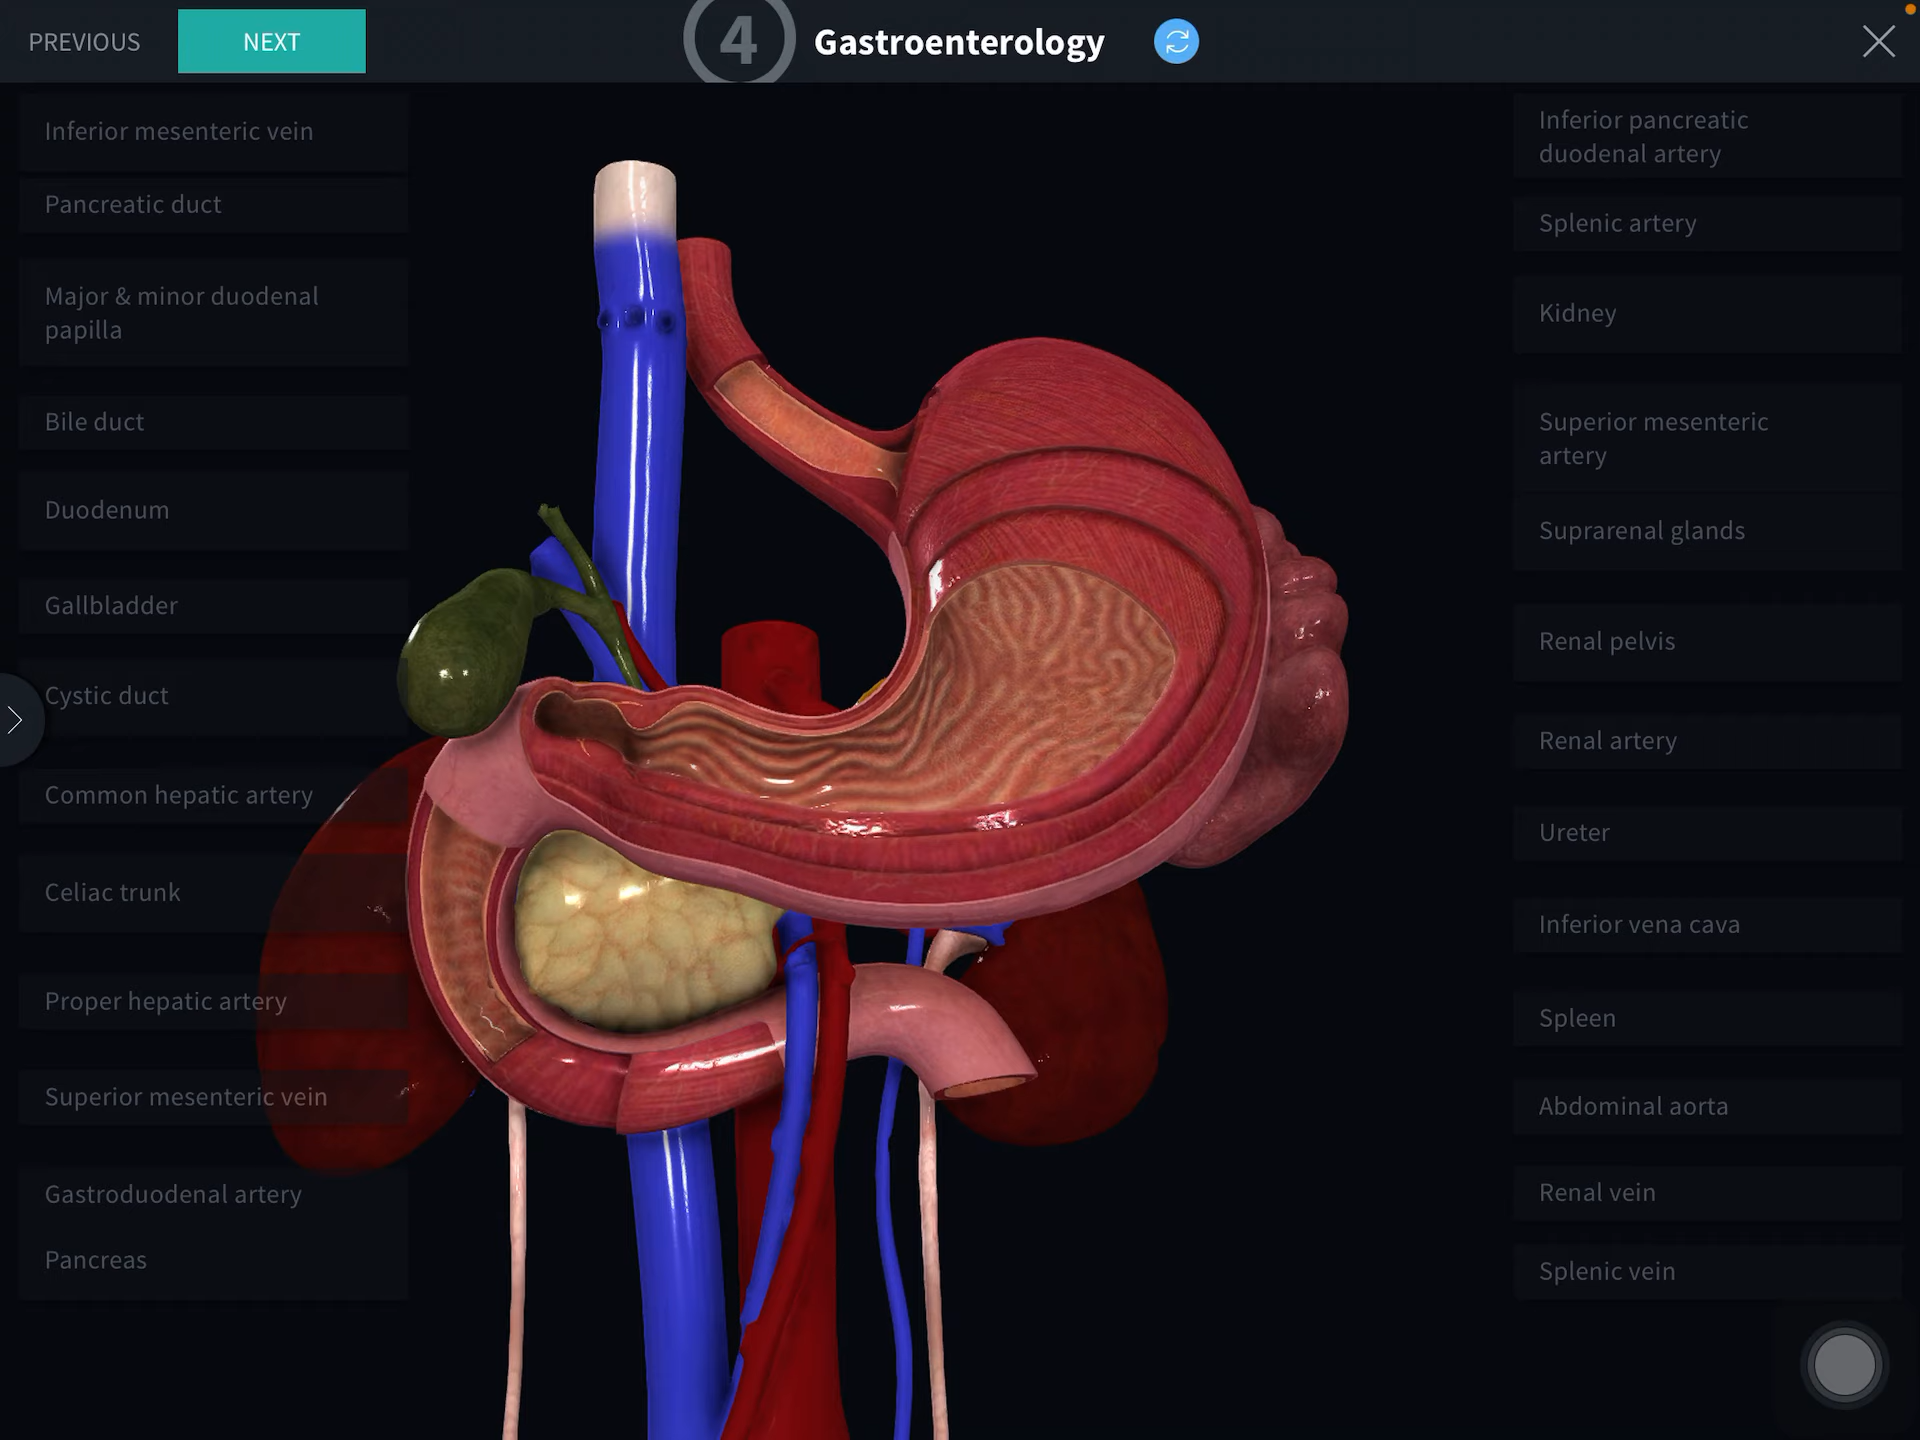 PREVIOUS
NEXT
4
Gastroenterology
Inferior mesenteric vein
Pancreatic duct
Major & minor duodenal
papilla
Bile duct
Duodenum
Gallbladder
Cystic duct
Common hepatic artery
Celiac trunk
Proper hepatic artery
Superior mesenteric vein
Gastroduodenal artery
Pancreas
Inferior pancreatic
duodenal artery
Splenic artery
Kidney
Superior mesenteric
artery
Suprarenal glands
Renal pelvis
Renal artery
Ureter
Inferior vena cava
Spleen
Abdominal aorta
Renal vein
Splenic vein